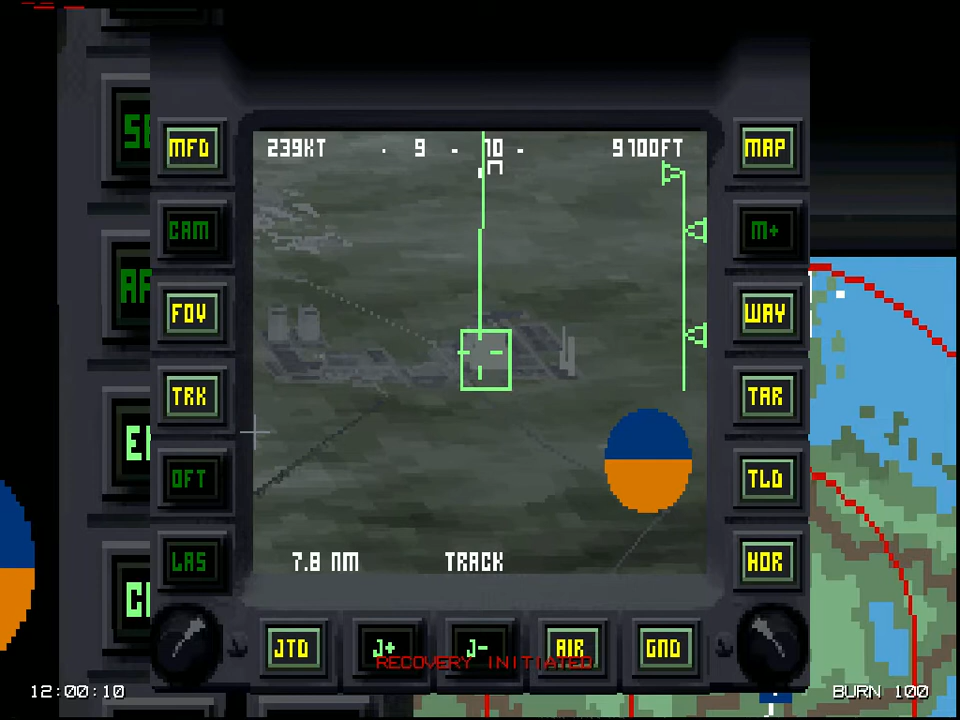 MFD
239KT · 9 - 10 - 9100FT
MAP
CAM
M+
FOV
WAY
TRK
TAR
OFT
TLD
LAS
7.8 NM TRACK
HOR
JTD J+ J- AIR GND
RECOVERY INITIATED
12:00:10
BURN 100